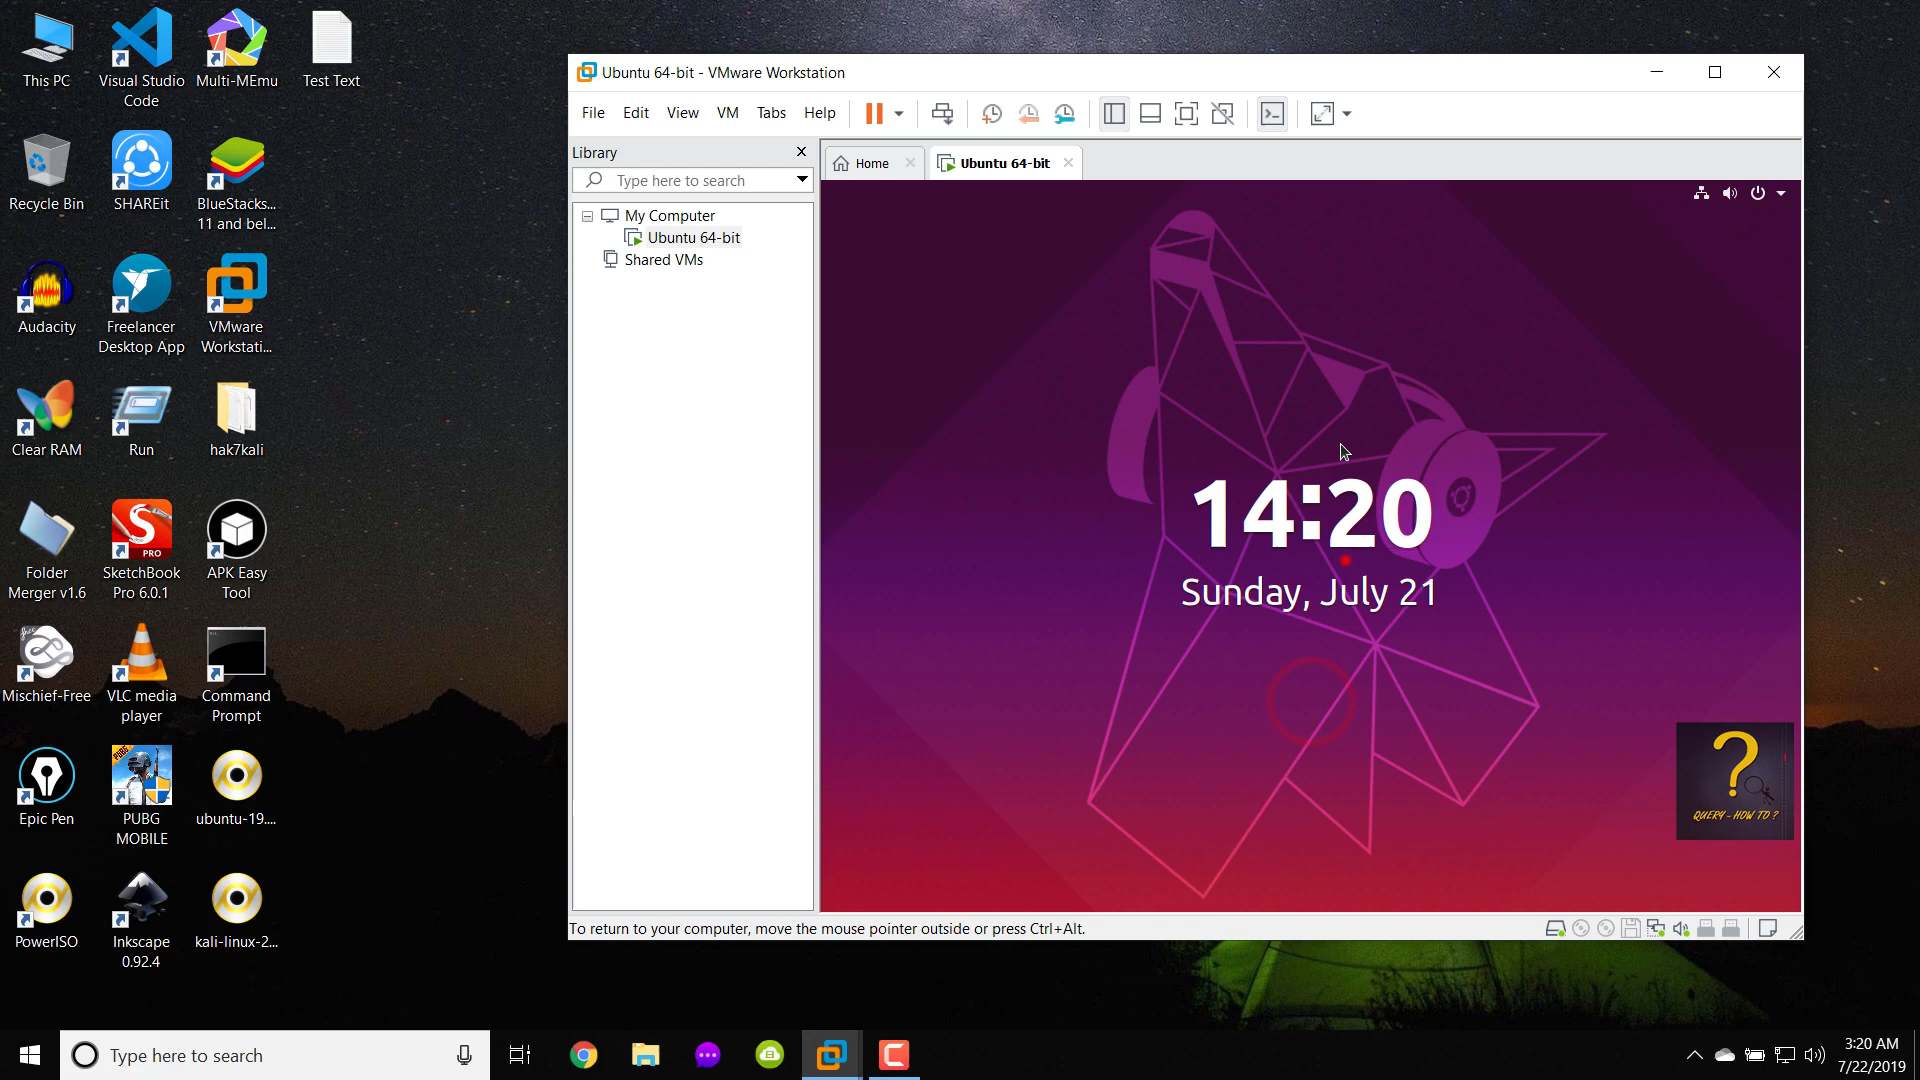 This PC
Visual Studio
Code
Multi-MEmu
Test Text
Recycle Bin
SHAREit
BlueStacks...
11 and bel...
Audacity
Freelancer
Desktop App
VMware
Workstati...
Clear RAM
Run
hak7kali
Folder
Merger v1.6
S
PRO
SketchBook
Pro 6.0.1
APK Easy
Tool
free
Mischief-Free
VLC media
player
Command
Prompt
Epic Pen
PUBG
PUBG
MOBILE
ubuntu-19....
PowerISO
Inkscape
0.92.4
kali-linux-2...
Ubuntu 64-bit - VMware Workstation
File Edit View VM Tabs Help
Library
Type here to search
My Computer
Ubuntu 64-bit
Shared VMs
Home
Ubuntu 64-bit
14:20
Sunday, July 21
?
QUERY - HOW TO ?
To return to your computer, move the mouse pointer outside or press Ctrl+Alt.
Type here to search
3:20 AM
7/22/2019